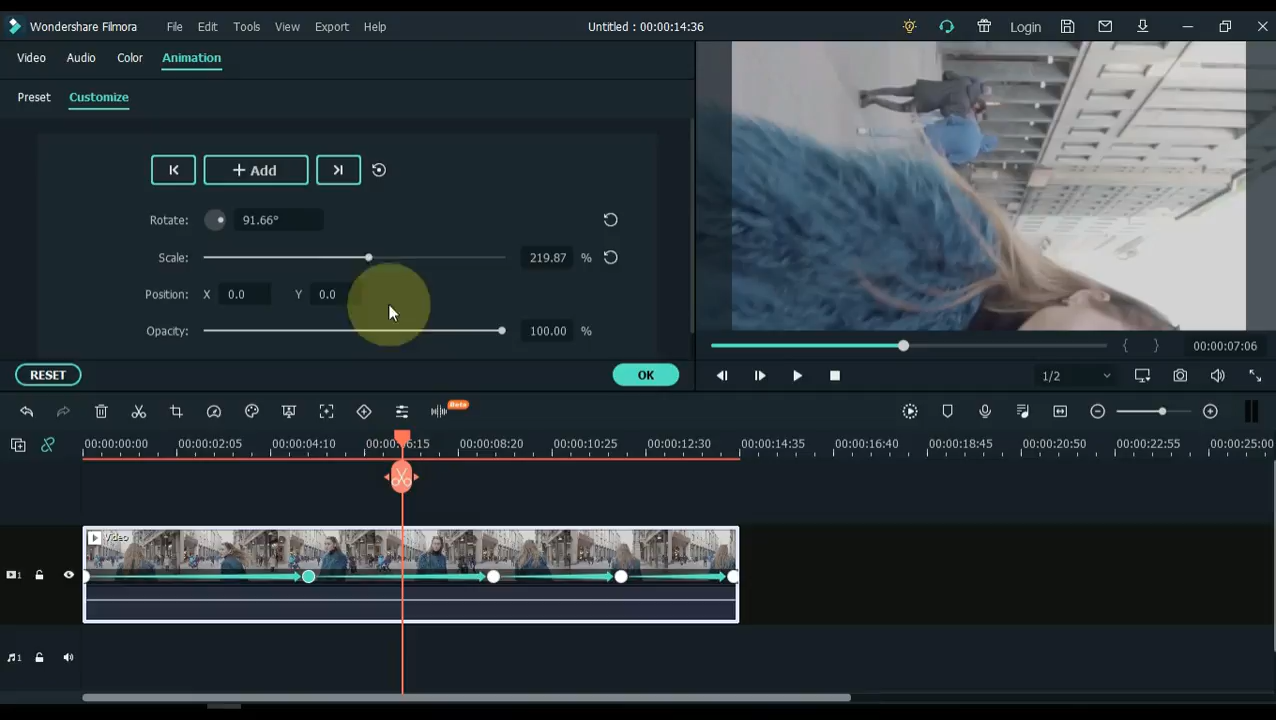 Wondershare Filmora File Edit Tools View Export Help Untitled : 00:00:14:36 Login
Video Audio Color Animation
Preset Customize
+ Add
Rotate: 91.66°
Scale: 219.87 %
Position: X 0.0 Y 0.0
Opacity: 100.00 %
00:00:07:06
RESET OK
1/2
Beta
00:00:00:00 00:00:02:05 00:00:04:10 00:00:08:20 00:00:10:25 00:00:12:30 00:00:14:35 00:00:16:40 00:00:18:45 00:00:20:50 00:00:22:55 00:00:25:00
Video
1
1